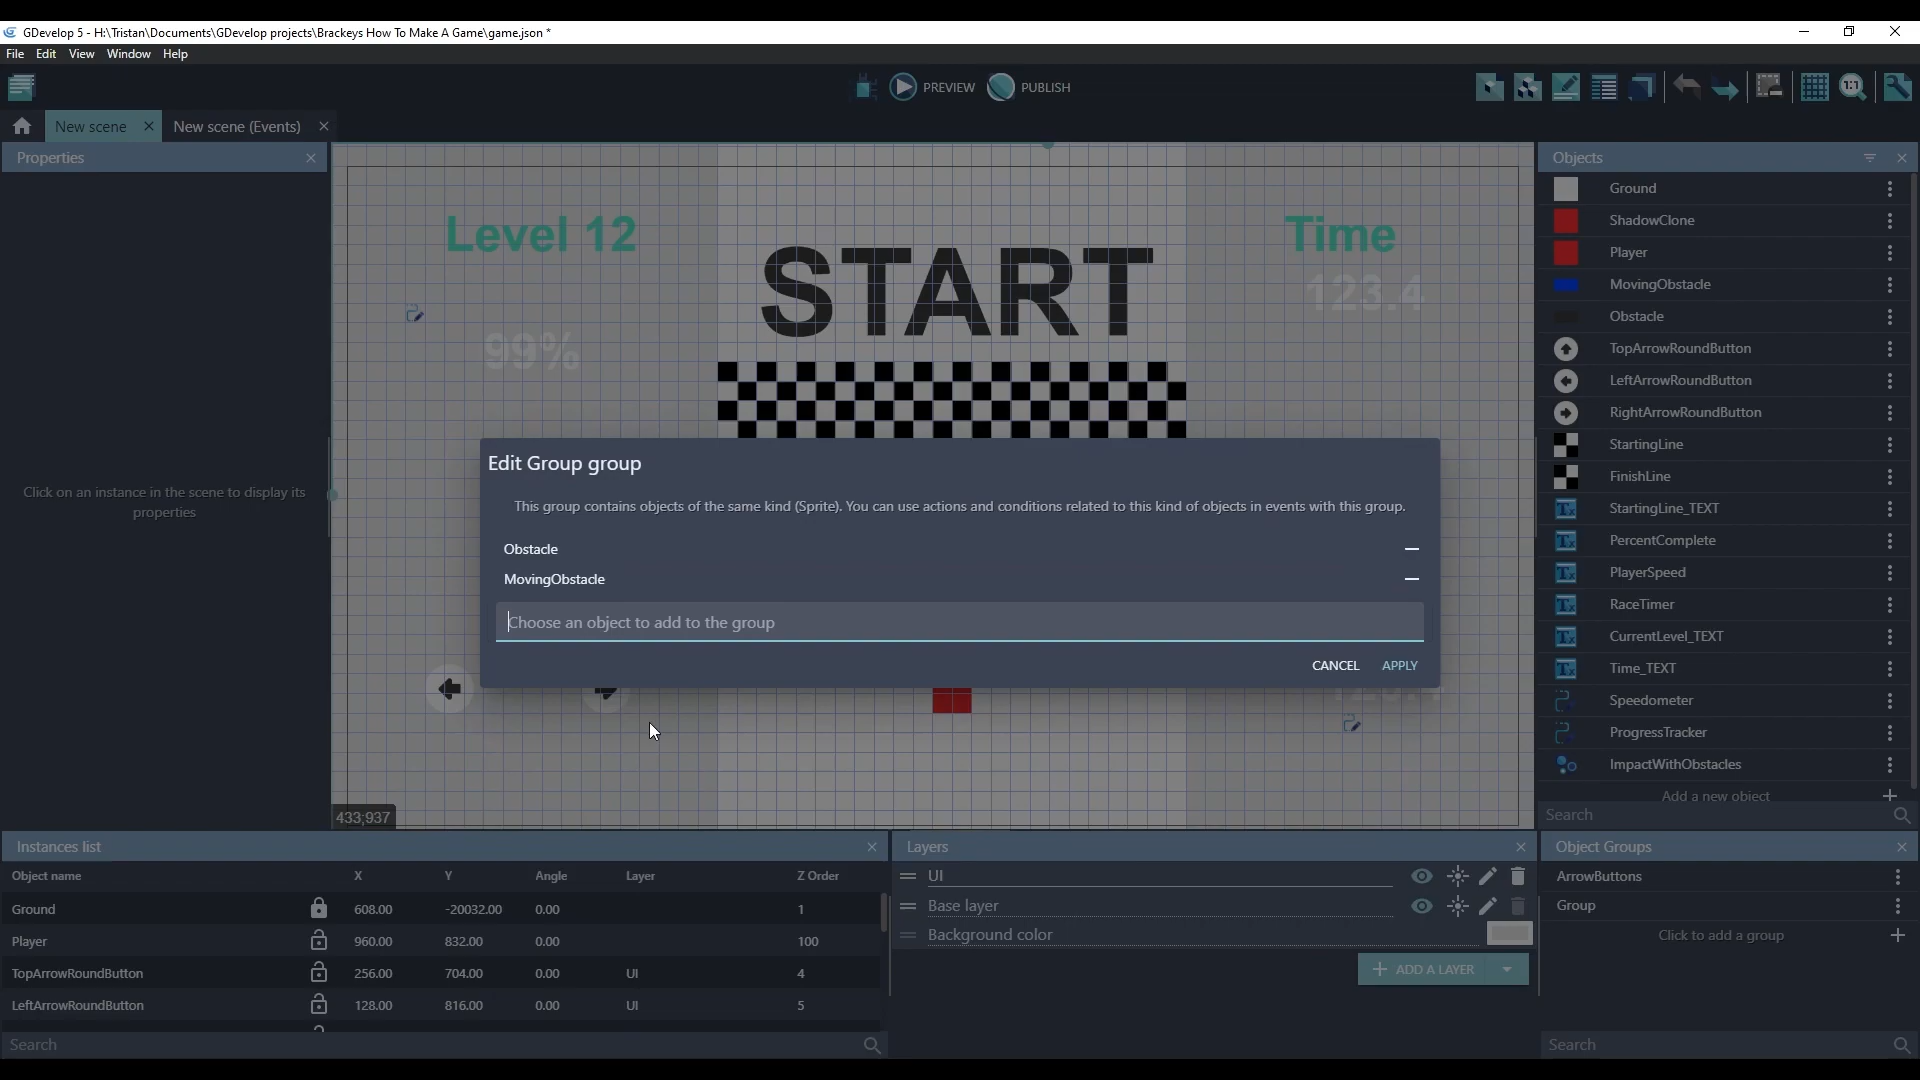 GDevelop 5 - H:\Tristan\Documents\GDevelop projects\Brackeys How To Make A Game\game.json *
File Edit View Window Help
PREVIEW PUBLISH 1:1
New scene New scene (Events)
Properties
Click on an instance in the scene to display its
properties
Level 12
START
Time
123.4
99%
433;937
Edit Group group
This group contains objects of the same kind (Sprite). You can use actions and conditions related to this kind of objects in events with this group.
Obstacle
MovingObstacle
Choose an object to add to the group
CANCEL APPLY
Objects
Ground
ShadowClone
Player
MovingObstacle
Obstacle
TopArrowRoundButton
LeftArrowRoundButton
RightArrowRoundButton
StartingLine
FinishLine
StartingLine_TEXT
PercentComplete
PlayerSpeed
RaceTimer
CurrentLevel_TEXT
Time_TEXT
Speedometer
ProgressTracker
ImpactWithObstacles
Add a new object
Search
Instances list
Object name X Y Angle Layer Z Order
Ground 608.00 -20032.00 0.00 1
Player 960.00 832.00 0.00 100
TopArrowRoundButton 256.00 704.00 0.00 UI 4
LeftArrowRoundButton 128.00 816.00 0.00 UI 5
Search
Layers
UI
Base layer
Background color
ADD A LAYER
Object Groups
ArrowButtons
Group
Click to add a group
Search